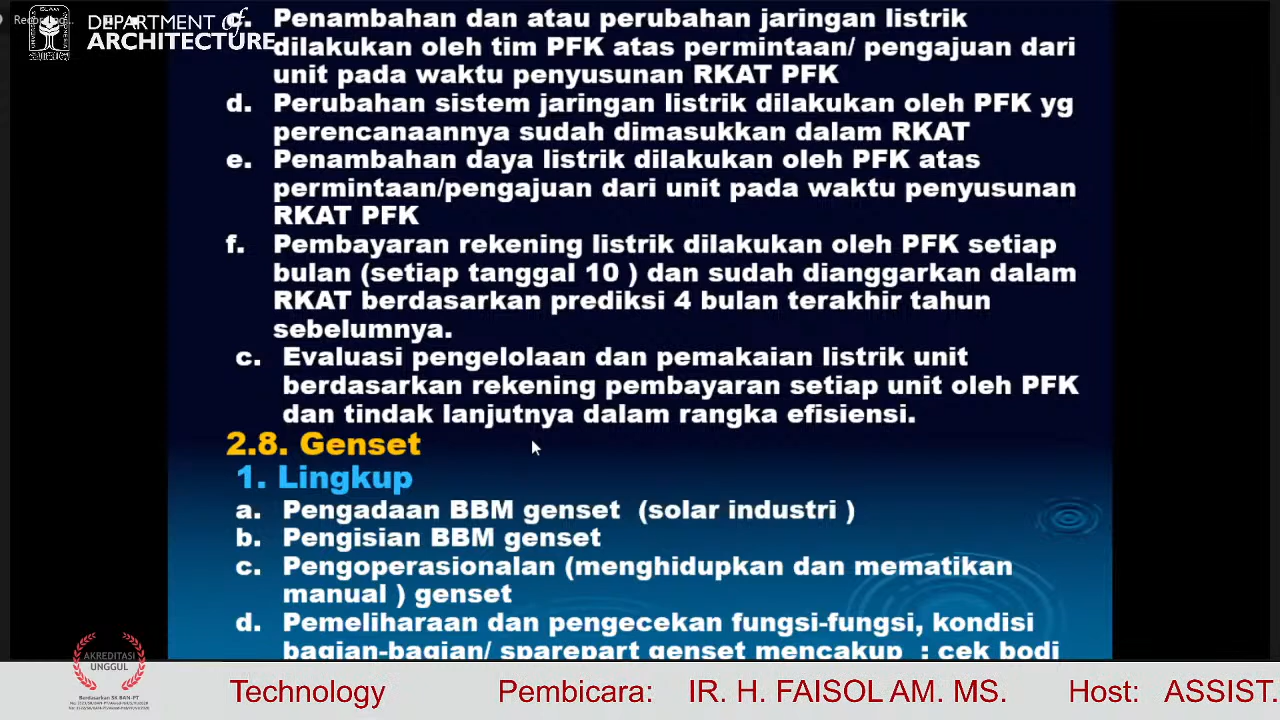 DEPARTMENT of
ARCHITECTURE
c. Penambahan dan atau perubahan jaringan listrik
dilakukan oleh tim PFK atas permintaan/ pengajuan dari
unit pada waktu penyusunan RKAT PFK
d. Perubahan sistem jaringan listrik dilakukan oleh PFK yg
perencanaannya sudah dimasukkan dalam RKAT
e. Penambahan daya listrik dilakukan oleh PFK atas
permintaan/pengajuan dari unit pada waktu penyusunan
RKAT PFK
f. Pembayaran rekening listrik dilakukan oleh PFK setiap
bulan (setiap tanggal 10 ) dan sudah dianggarkan dalam
RKAT berdasarkan prediksi 4 bulan terakhir tahun
sebelumnya.
c. Evaluasi pengelolaan dan pemakaian listrik unit
berdasarkan rekening pembayaran setiap unit oleh PFK
dan tindak lanjutnya dalam rangka efisiensi.
2.8. Genset
1. Lingkup
a. Pengadaan BBM genset (solar industri )
b. Pengisian BBM genset
c. Pengoperasionalan (menghidupkan dan mematikan
manual ) genset
d. Pemeliharaan dan pengecekan fungsi-fungsi, kondisi
bagian-bagian/ sparepart genset mencakup : cek bodi
AKREDITASI
UNGGUL
Berdasarkan SK BAN-PT
Technology Pembicara: IR. H. FAISOL AM. MS. Host: ASSIST.